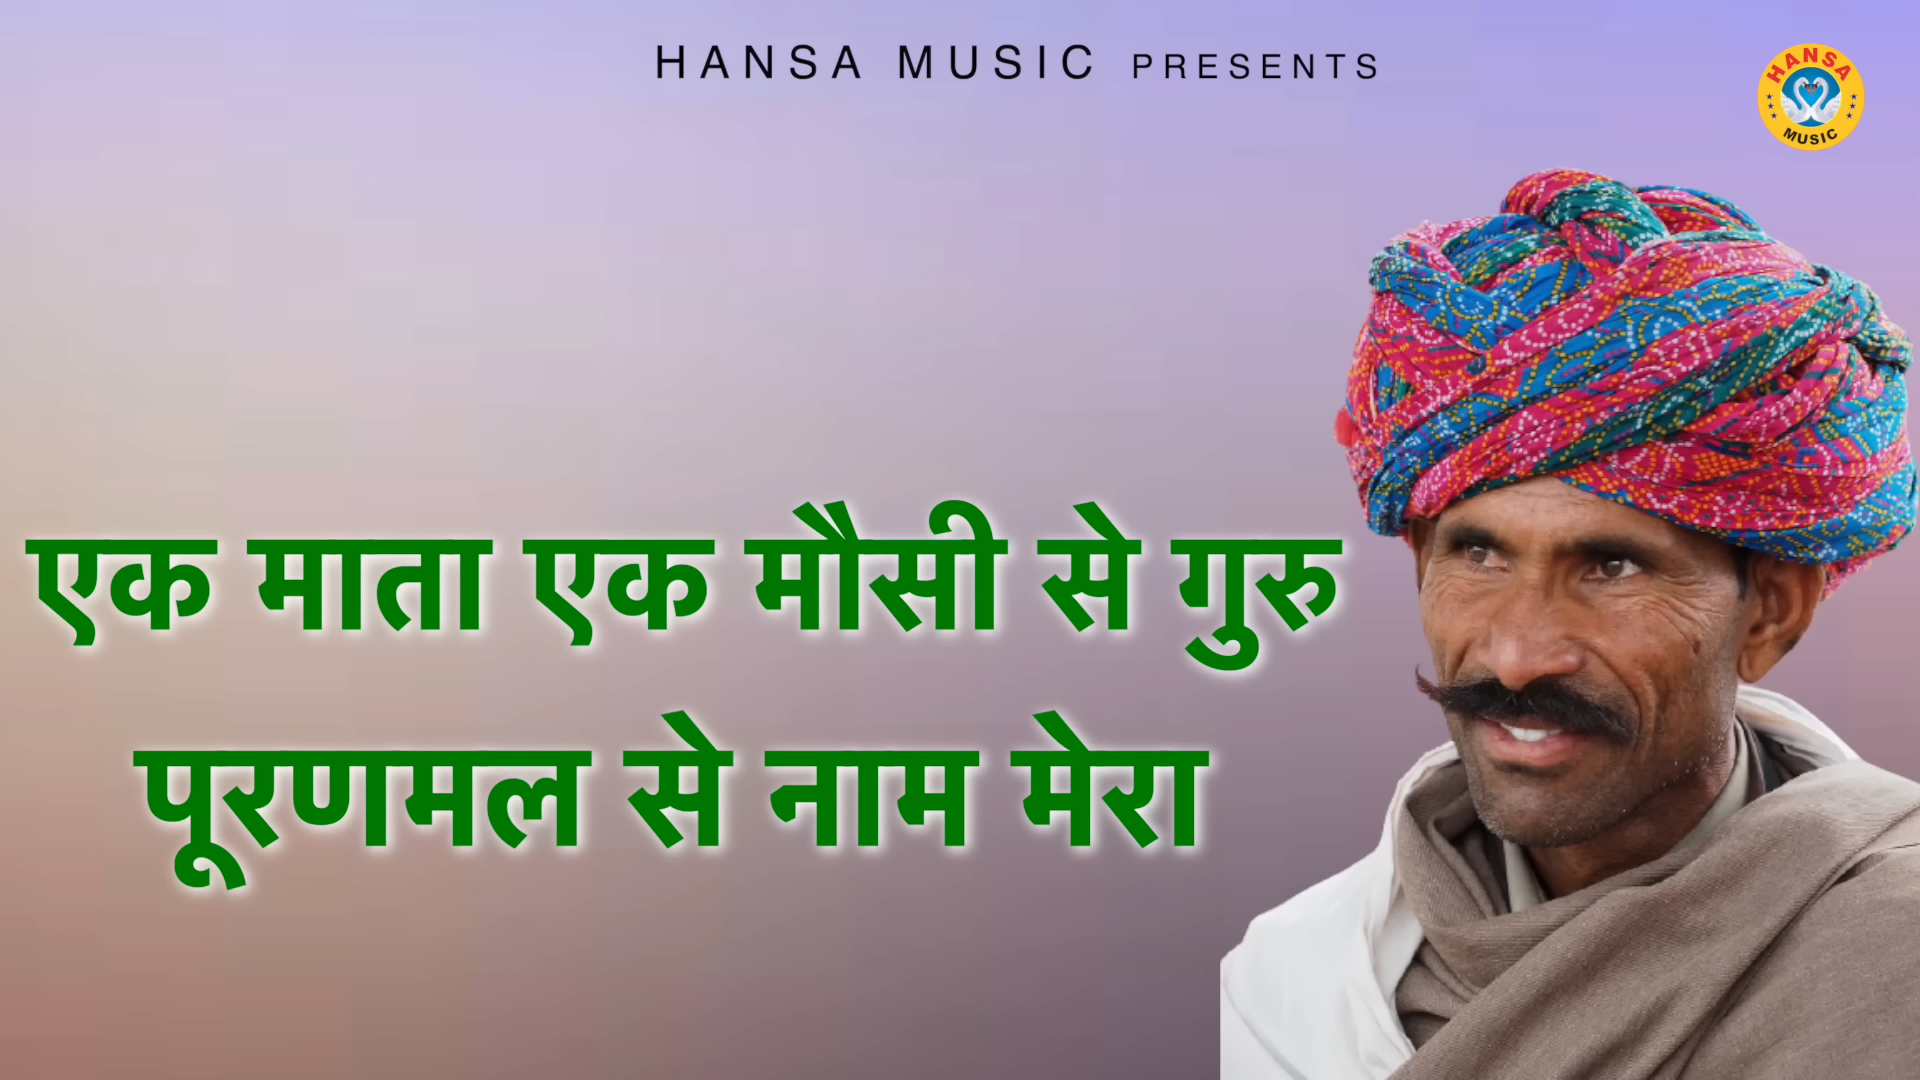 HANSA MUSIC PRESENTS
HANSA
MUSIC
एक माता एक मौसी से गुरु
पूरणमल से नाम मेरा